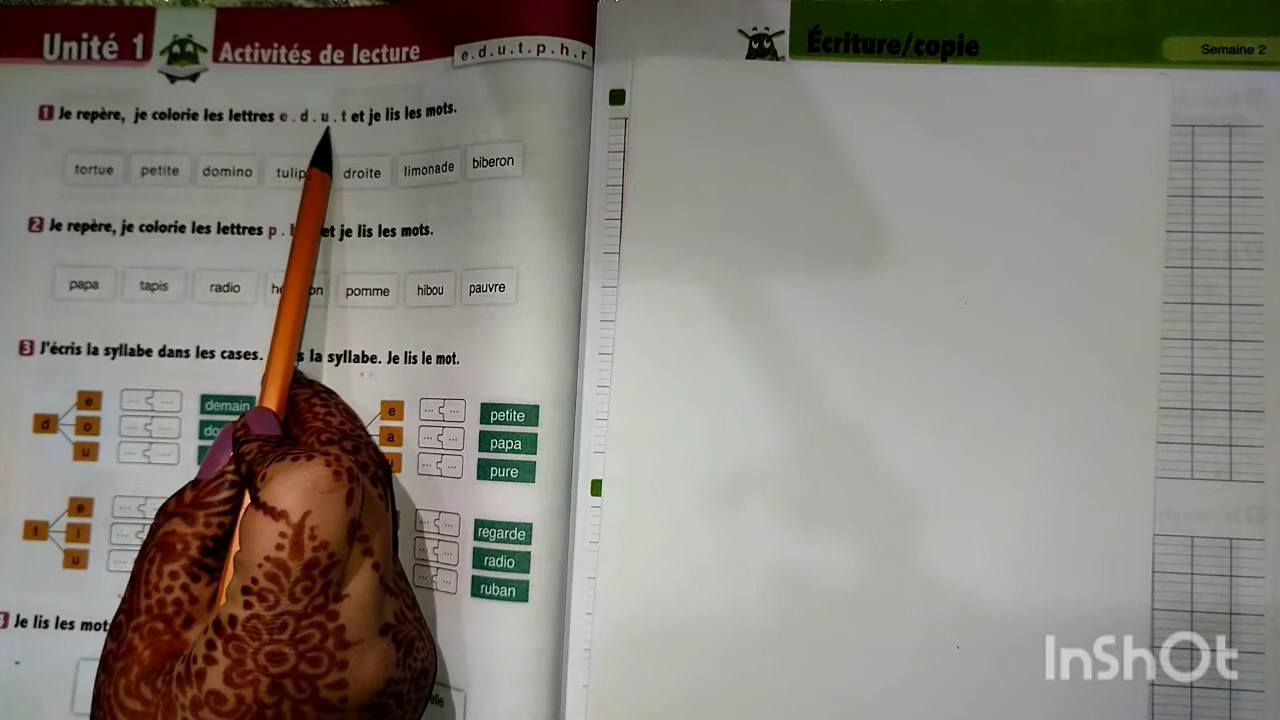 Unité 1 Activités de lecture e.d.u.t.p.h.r
1 Je repère, je colorie les lettres e . d . u . t et je lis les mots.
tortue petite domino tulip droite limonade biberon
2 Je repère, je colorie les lettres p . et je lis les mots.
papa tapis radio pomme hibou pauvre
3 J'écris la syllabe dans les cases. la syllabe. Je lis le mot.
d e o u
demain
e a
petite
papa
pure
t e i u
regarde
radio
ruban
Je lis les mot
Écriture/copie Semaine 2
InShOt